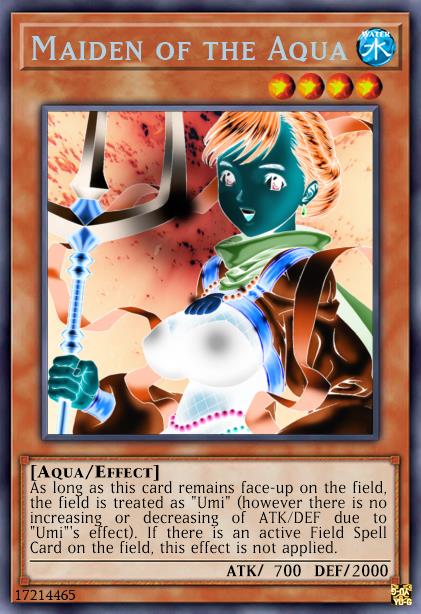 MAIDEN OF THE AQUA
WATER
水
[AQUA/EFFECT]
As long as this card remains face-up on the field,
the field is treated as "Umi" (however there is no
increasing or decreasing of ATK/DEF due to
"Umi"'s effect). If there is an active Field Spell
Card on the field, this effect is not applied.
ATK/ 700 DEF/2000
17214465